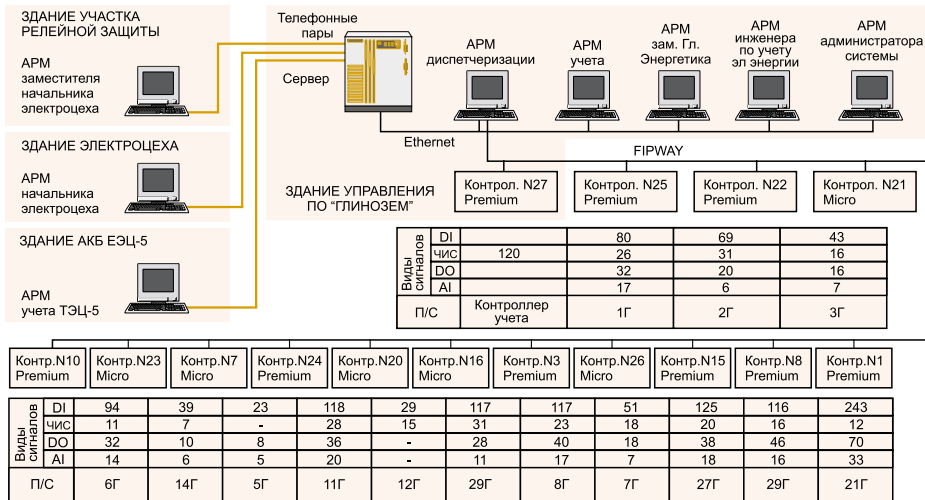 ЗДАНИЕ УЧАСТКА
РЕЛЕЙНОЙ ЗАЩИТЫ
АРМ
заместителя
начальника
электроцеха
ЗДАНИЕ ЭЛЕКТРОЦЕХА
АРМ
начальника
электроцеха
ЗДАНИЕ АКБ ЕЭЦ-5
АРМ
учета ТЭЦ-5
Телефонные
пары
Сервер
АРМ
диспетчеризации
АРМ
учета
АРМ
зам. Гл.
Энергетика
АРМ
инженера
по учету
эл энергии
АРМ
администратора
системы
Ethernet
FIPWAY
ЗДАНИЕ УПРАВЛЕНИЯ
ПО "ГЛИНОЗЕМ"
Контрол. N27
Premium
Контрол. N25
Premium
Контрол. N22
Premium
Контрол. N21
Micro
Виды
сигналов
DI 80 69 43
ЧИС 120 26 31 16
DO 32 20 16
AI 17 6 7
П/С Контроллер
учета 1Г 2Г 3Г
Контр.N10
Premium
Контр.N23
Micro
Контр.N7
Micro
Контр.N24
Premium
Контр.N20
Micro
Контр.N16
Micro
Контр.N3
Premium
Контр.N26
Micro
Контр.N15
Premium
Контр.N8
Premium
Контр.N1
Premium
Виды
сигналов
DI 94 39 23 118 29 117 117 51 125 116 243
ЧИС 11 7 - 28 15 31 23 18 20 16 12
DO 32 10 8 36 - 28 40 18 38 46 70
AI 14 6 5 20 - 11 17 7 18 16 33
П/С 6Г 14Г 5Г 11Г 12Г 29Г 8Г 7Г 27Г 29Г 21Г